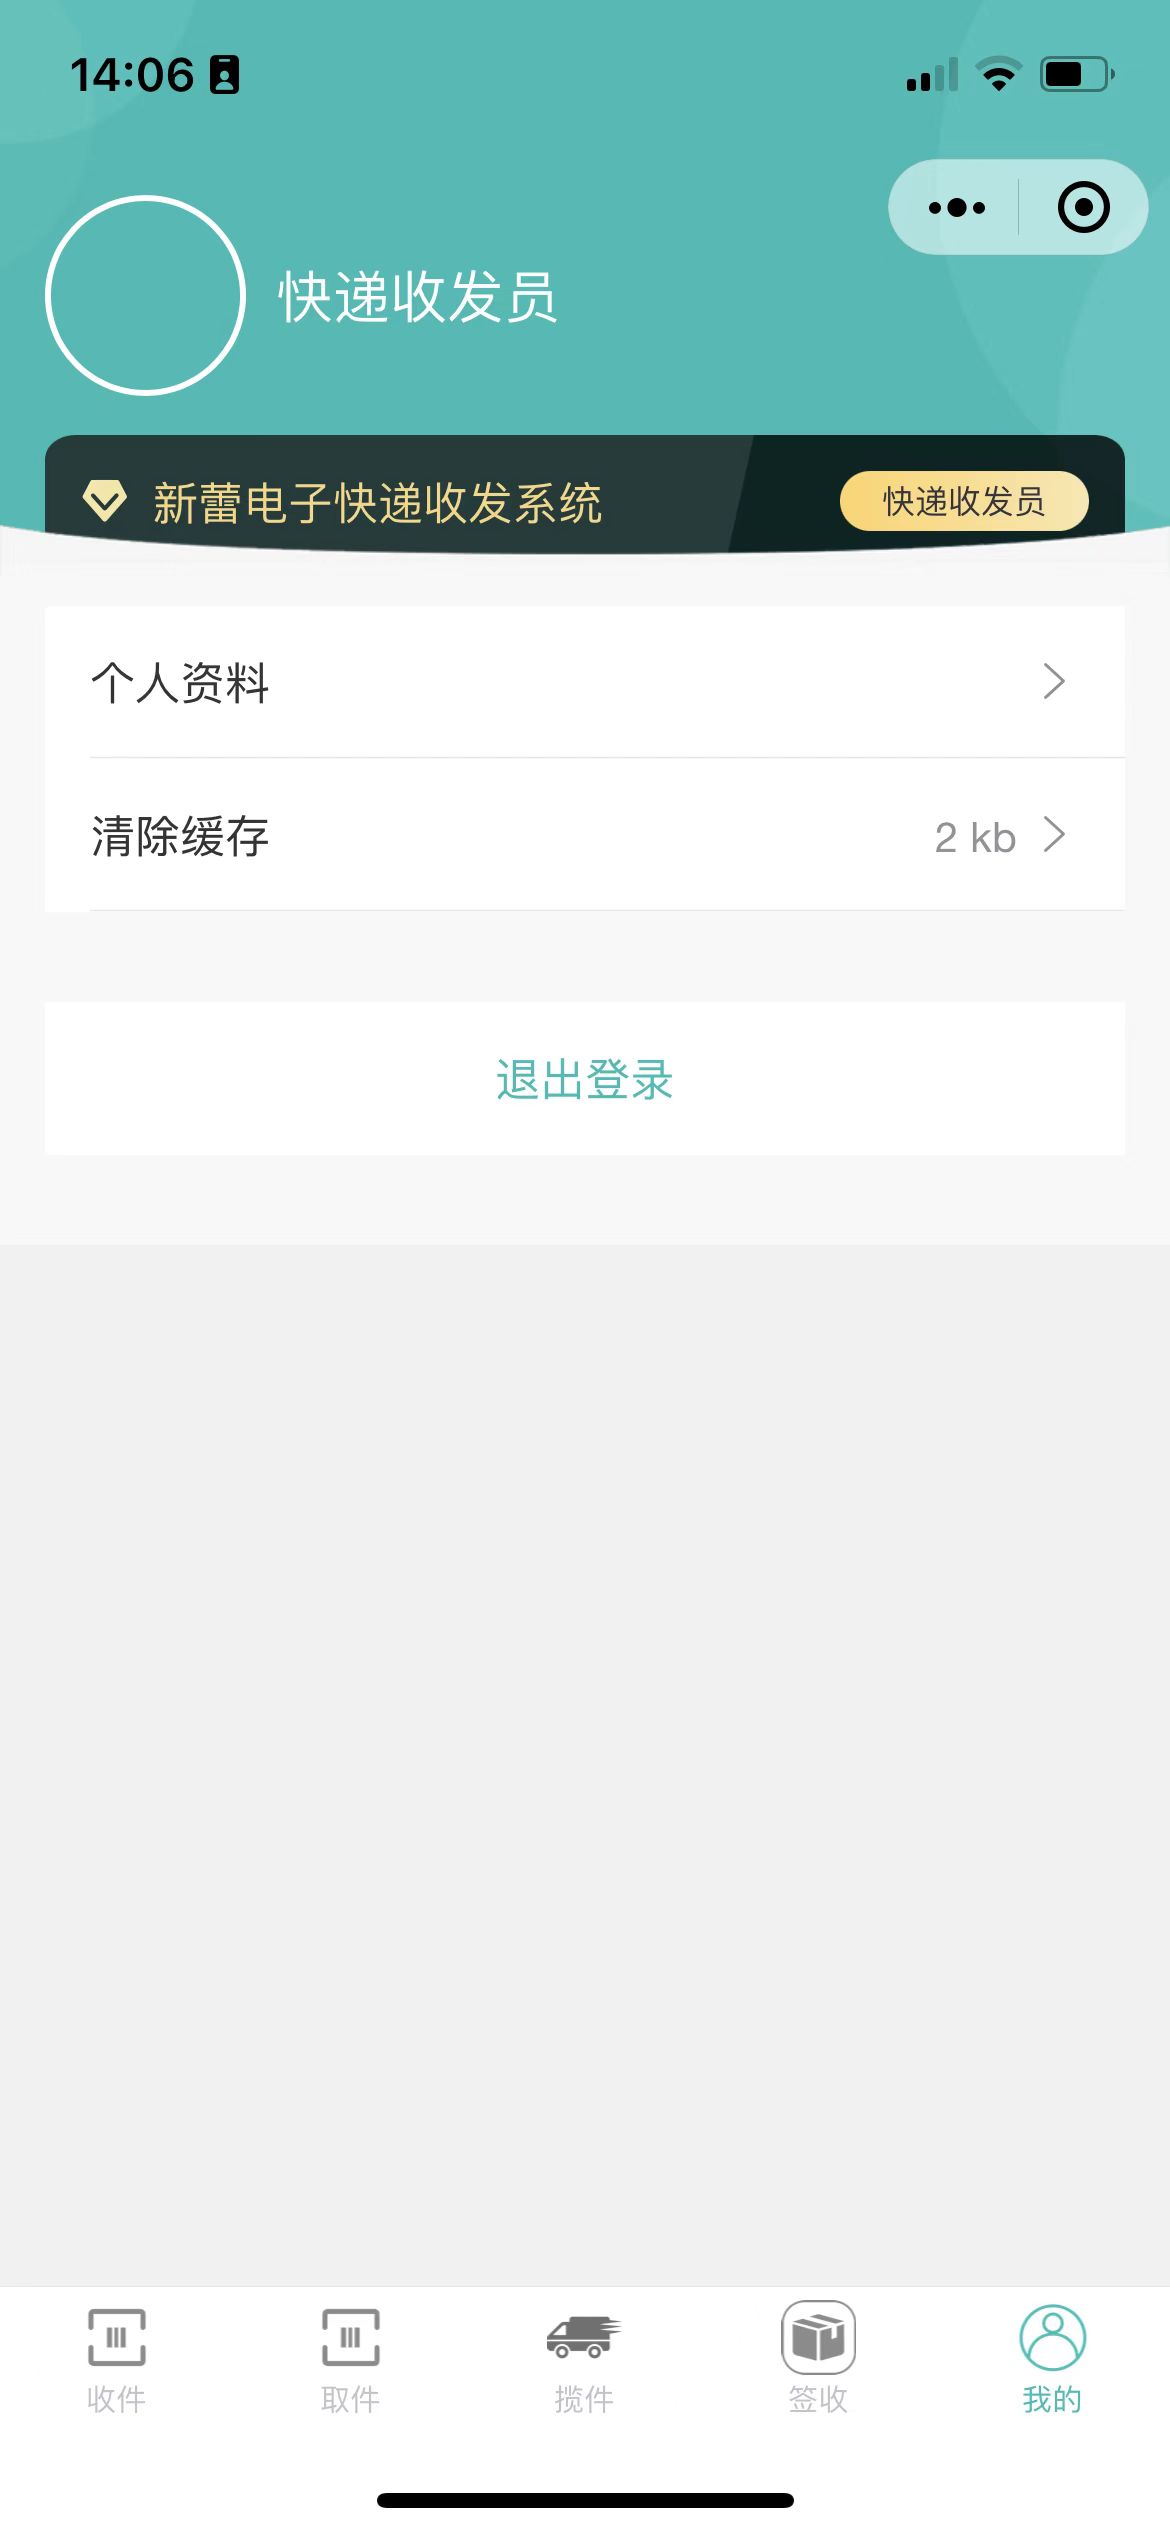 14:06
快递收发员
新蕾电子快递收发系统
快递收发员
个人资料
清除缓存
2 kb
退出登录
收件
取件
揽件
签收
我的